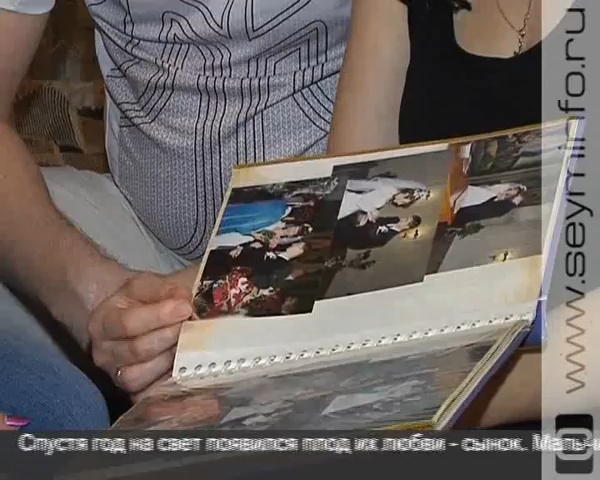 www.seyminfo.ru
Спустя год на свет появился плод их любви - сынок.